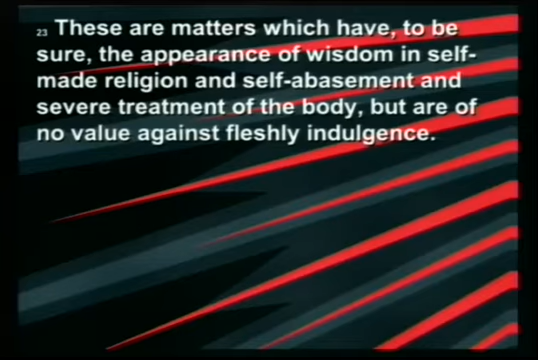 23 These are matters which have, to be
sure, the appearance of wisdom in self-
made religion and self-abasement and
severe treatment of the body, but are of
no value against fleshly indulgence.